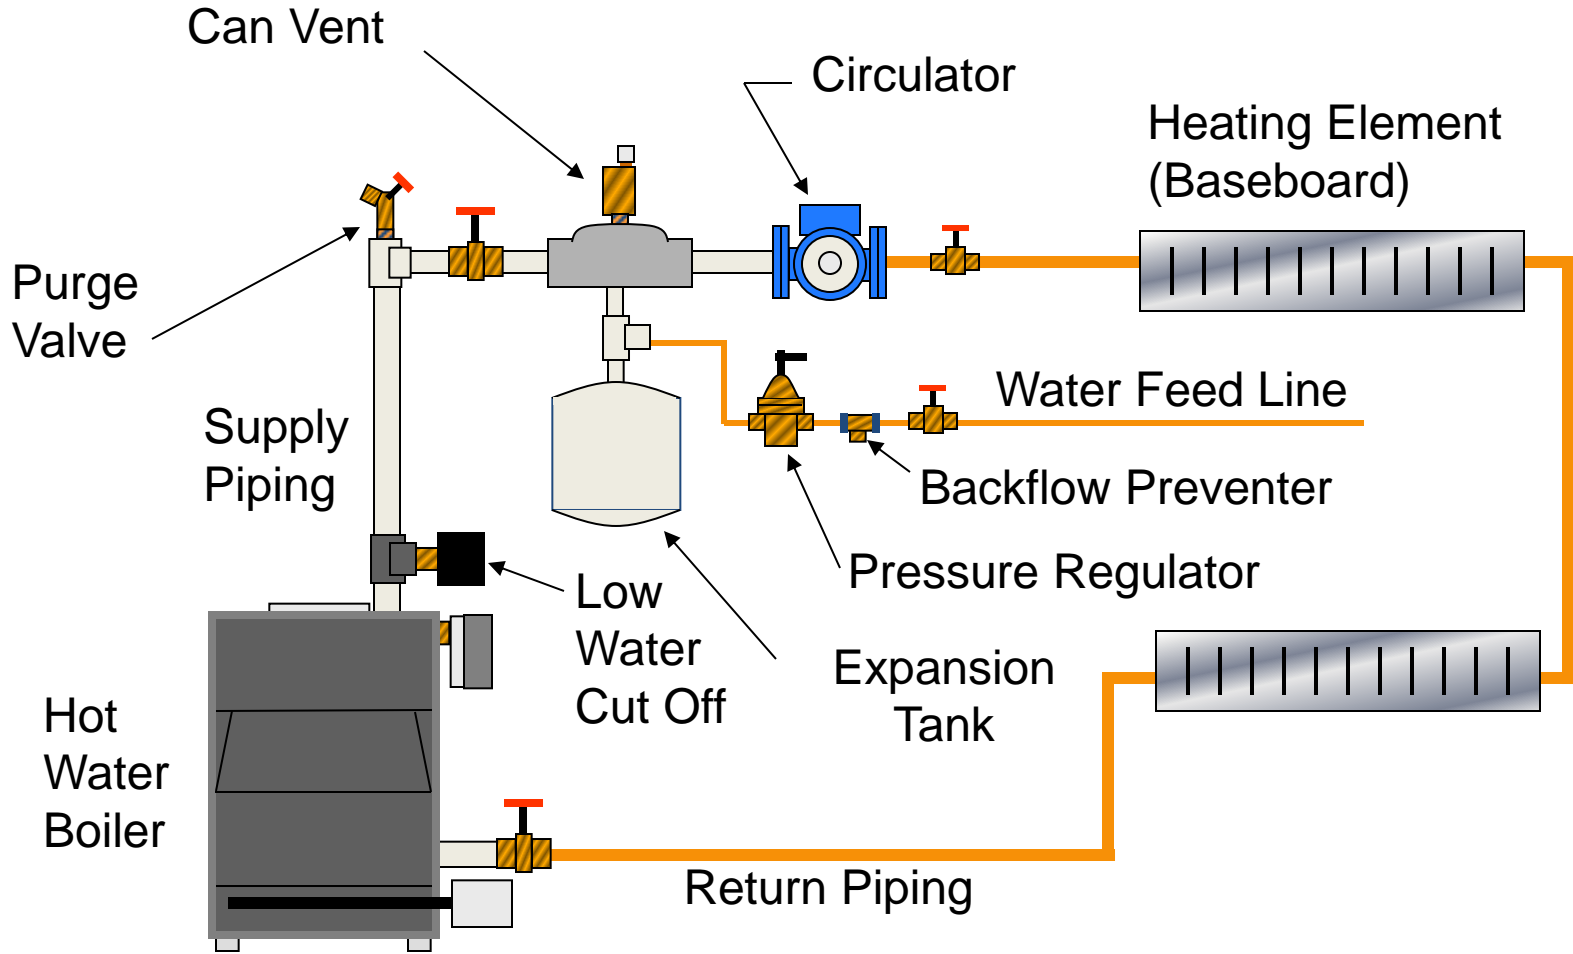 Can Vent
Circulator
Heating Element
(Baseboard)
Purge
Valve
Water Feed Line
Supply
Piping
Backflow Preventer
Pressure Regulator
Low
Water
Cut Off
Expansion
Tank
Hot
Water
Boiler
Return Piping